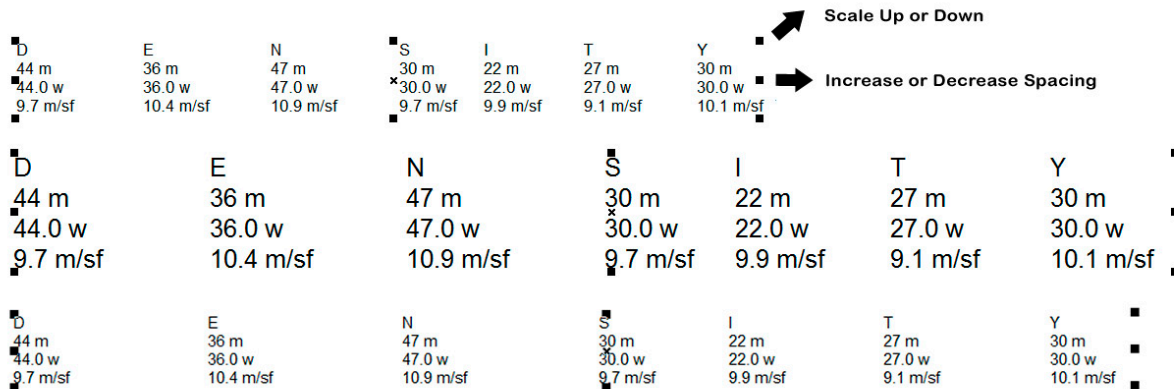 Scale Up or Down
D E N S I T Y
44 m 36 m 47 m 30 m 22 m 27 m 30 m
44.0 w 36.0 w 47.0 w 30.0 w 22.0 w 27.0 w 30.0 w
Increase or Decrease Spacing
9.7 m/sf 10.4 m/sf 10.9 m/sf 9.7 m/sf 9.9 m/sf 9.1 m/sf 10.1 m/sf
D E N S I T Y
44 m 36 m 47 m 30 m 22 m 27 m 30 m
44.0 w 36.0 w 47.0 w 30.0 w 22.0 w 27.0 w 30.0 w
9.7 m/sf 10.4 m/sf 10.9 m/sf 9.7 m/sf 9.9 m/sf 9.1 m/sf 10.1 m/sf
D E N S I T Y
44 m 36 m 47 m 30 m 22 m 27 m 30 m
44.0 w 36.0 w 47.0 w 30.0 w 22.0 w 27.0 w 30.0 w
9.7 m/sf 10.4 m/sf 10.9 m/sf 9.7 m/sf 9.9 m/sf 9.1 m/sf 10.1 m/sf